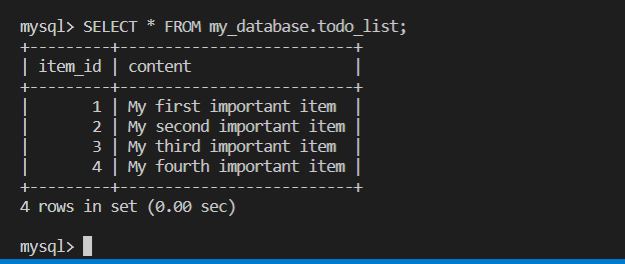 mysql> SELECT * FROM my_database.todo_list;
+---------+--------------------------+
| item_id | content                  |
+---------+--------------------------+
|       1 | My first important item  |
|       2 | My second important item |
|       3 | My third important item  |
|       4 | My fourth important item |
+---------+--------------------------+
4 rows in set (0.00 sec)
mysql>